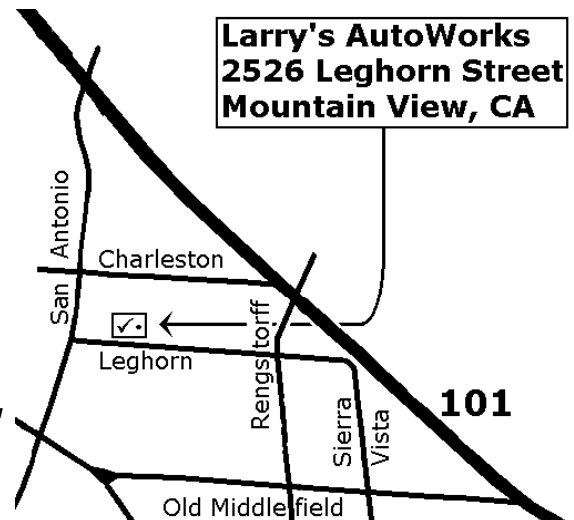 Larry's AutoWorks
2526 Leghorn Street
Mountain View, CA
San Antonio
Charleston
Rengstorff
Leghorn
101
Sierra
Vista
Old Middlefield